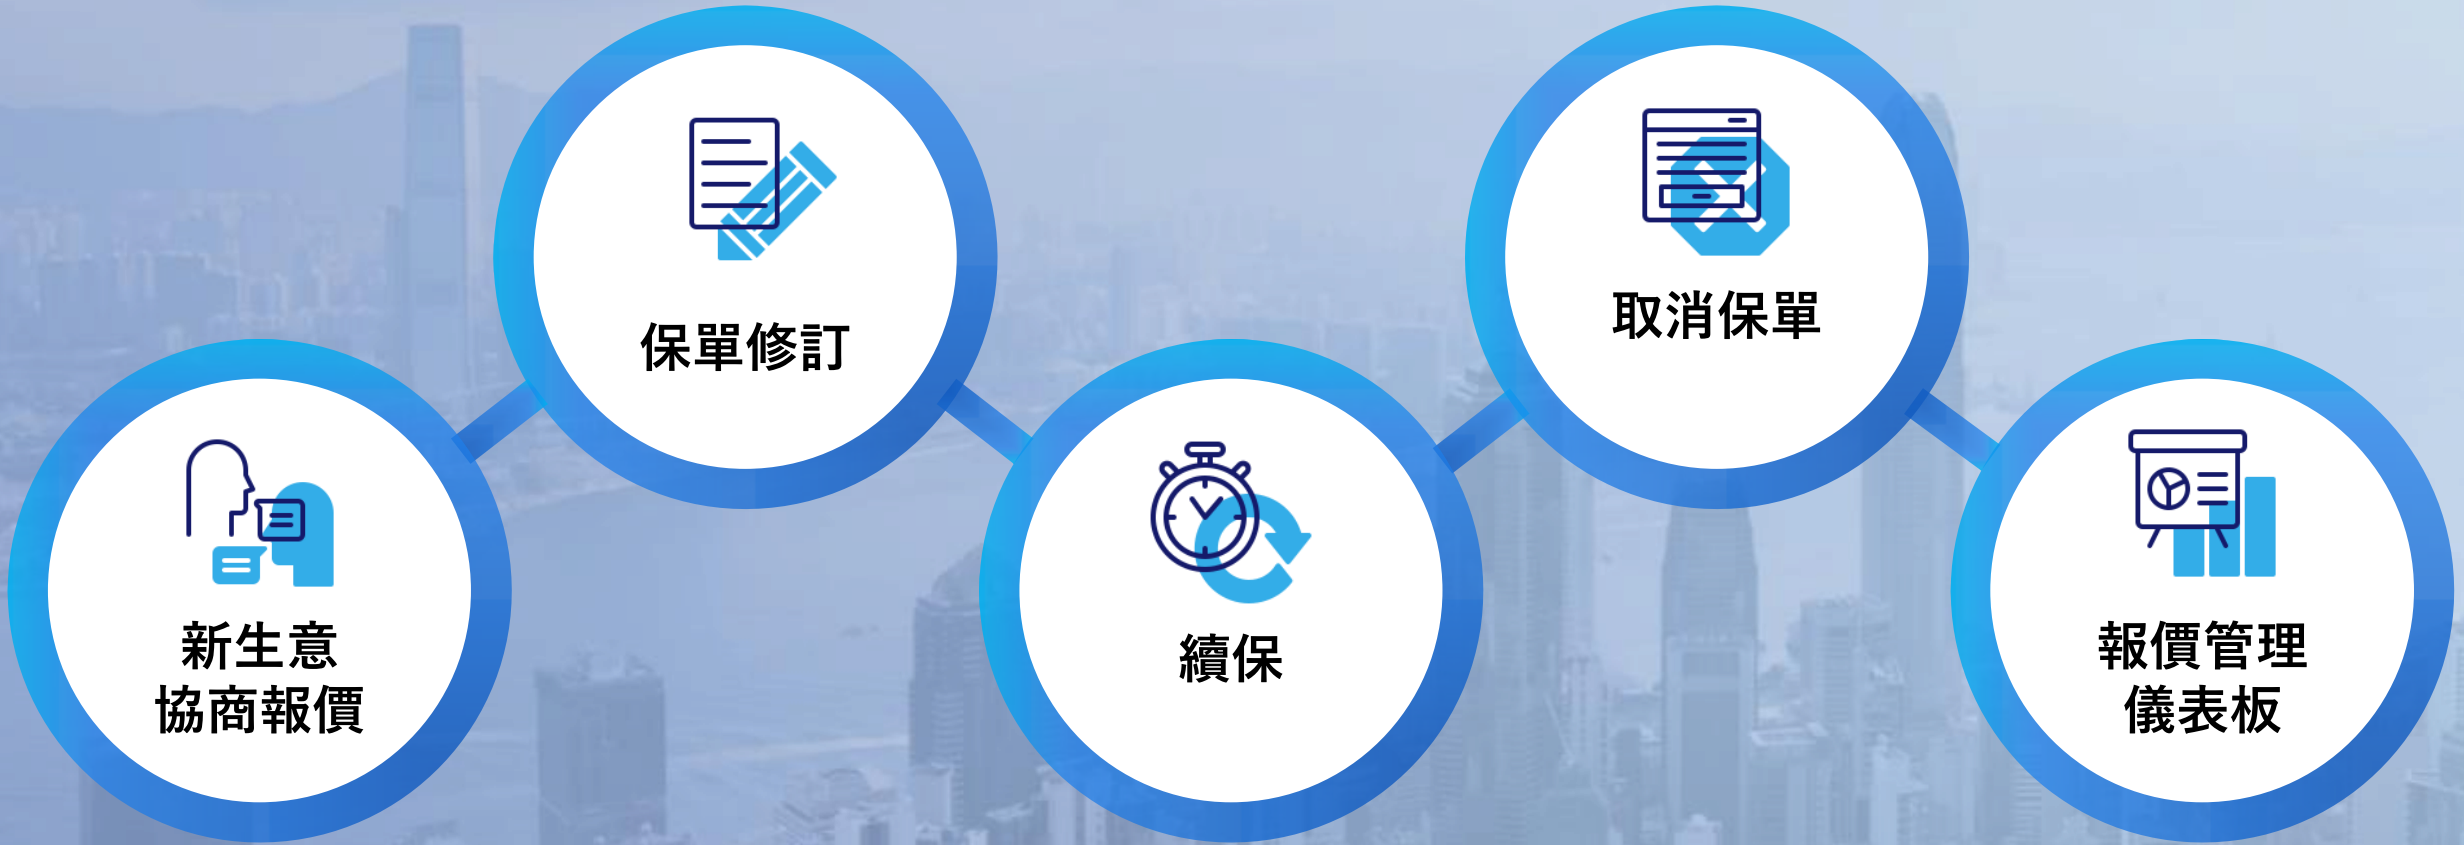 新生意
協商報價
保單修訂
續保
取消保單
報價管理
儀表板